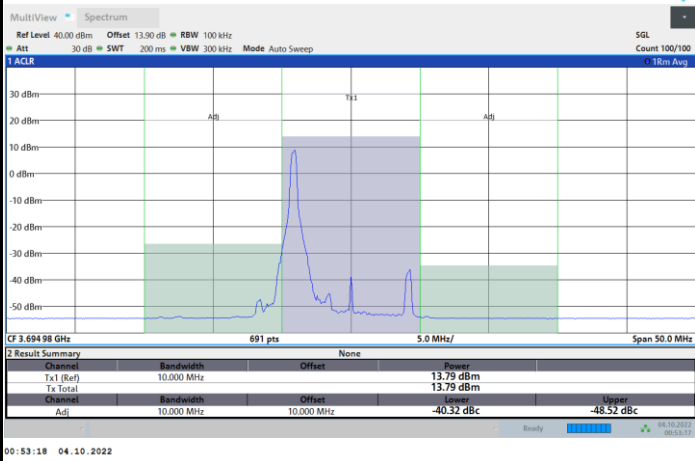 MultiView Spectrum
Ref Level 40.00 dBm Offset 13.90 dB RBW 100 kHz SGL
Att 30 dB SWT 200 ms VBW 300 kHz Mode Auto Sweep Count 100/100
1 ACLR 1Rm Avg
Tx1
Adj Adj
30 dBm
20 dBm
10 dBm
0 dBm
-10 dBm
-20 dBm
-30 dBm
-40 dBm
-50 dBm
CF 3.694 98 GHz 691 pts 5.0 MHz/ Span 50.0 MHz
2 Result Summary None
Channel Bandwidth Offset Power
Tx1 (Ref) 10.000 MHz 13.79 dBm
Tx Total 13.79 dBm
Channel Bandwidth Offset Lower Upper
Adj 10.000 MHz 10.000 MHz -40.32 dBc -48.52 dBc
Ready 04.10.2022
00:53:17
00:53:18 04.10.2022